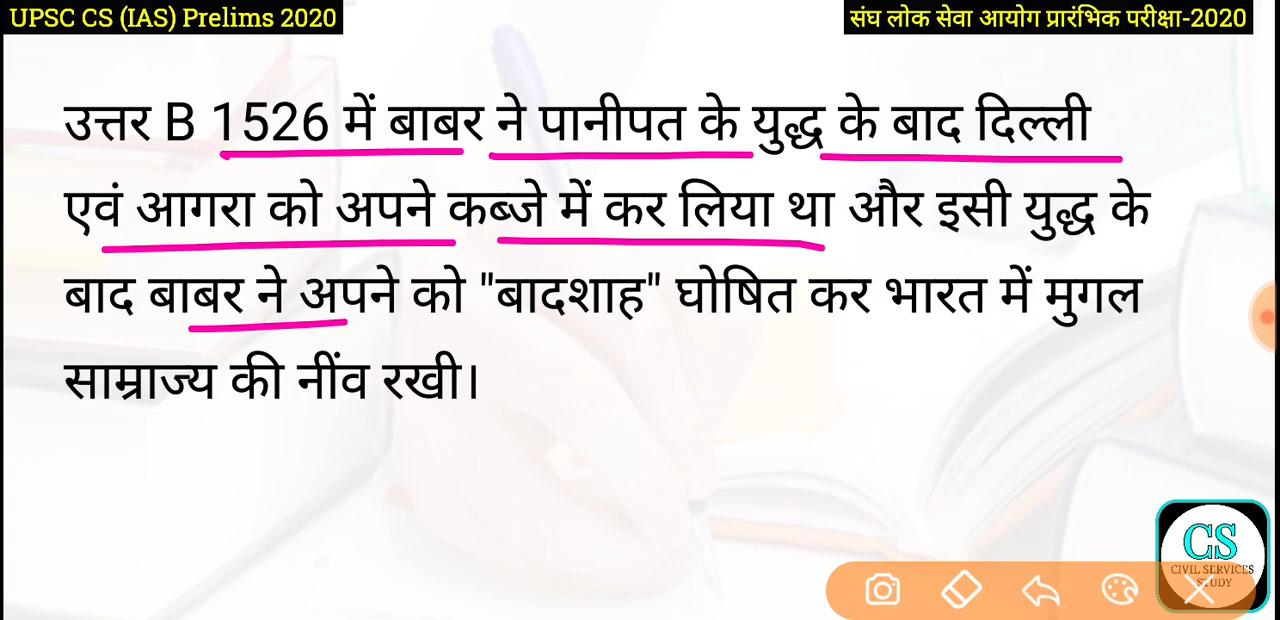 UPSC CS (IAS) Prelims 2020
संघ लोक सेवा आयोग प्रारंभिक परीक्षा-2020
उत्तर B 1526 में बाबर ने पानीपत के युद्ध के बाद दिल्ली
एवं आगरा को अपने कब्जे में कर लिया था और इसी युद्ध के
बाद बाबर ने अपने को "बादशाह" घोषित कर भारत में मुगल
साम्राज्य की नींव रखी।
CS
CIVIL SERVICES
STUDY